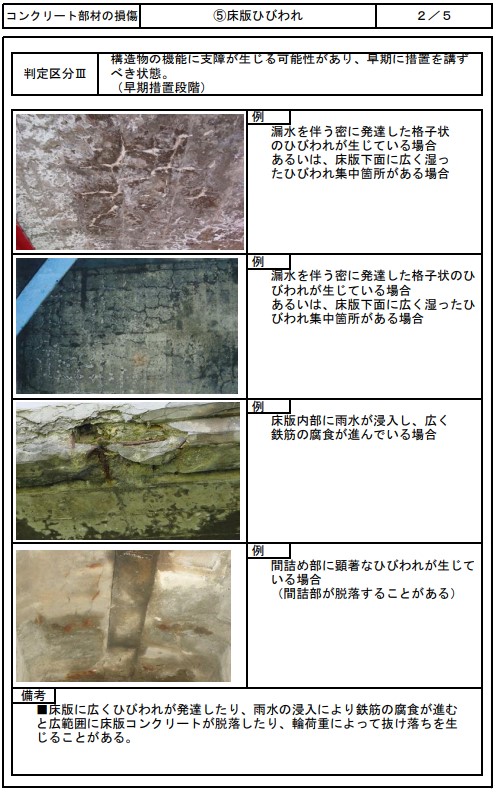 コンクリート部材の損傷
⑤床版ひびわれ
２／５
判定区分Ⅲ
構造物の機能に支障が生じる可能性があり、早期に措置を講ず
べき状態。
（早期措置段階）
例
漏水を伴う密に発達した格子状
のひびわれが生じている場合
あるいは、床版下面に広く湿っ
たひびわれ集中箇所がある場合
例
漏水を伴う密に発達した格子状のひ
びわれが生じている場合
あるいは、床版下面に広く湿ったひ
びわれ集中箇所がある場合
例
床版内部に雨水が浸入し、広く
鉄筋の腐食が進んでいる場合
例
間詰め部に顕著なひびわれが生じて
いる場合
（間詰部が脱落することがある）
備考
■床版に広くひびわれが発達したり、雨水の浸入により鉄筋の腐食が進む
と広範囲に床版コンクリートが脱落したり、輪荷重によって抜け落ちを生
じることがある。